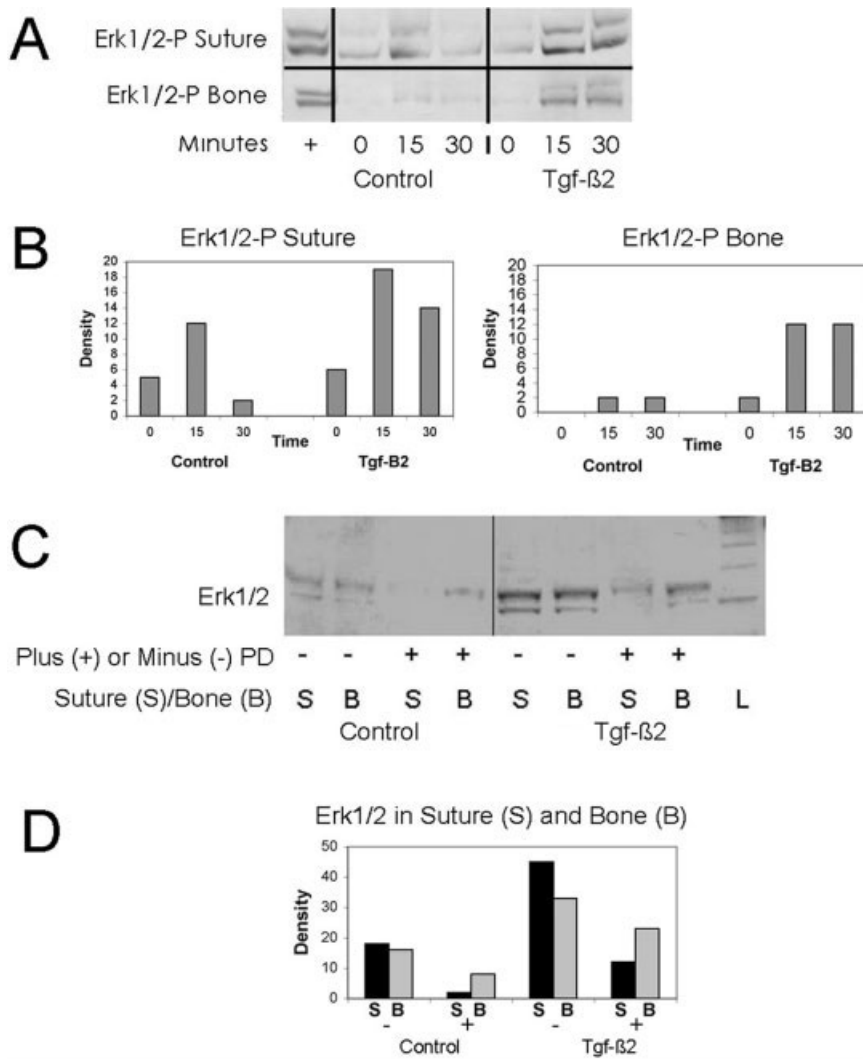 A
Erk1/2-P Suture
Erk1/2-P Bone
Minutes + 0 15 30 0 15 30
Control Tgf-ß2
B
Erk1/2-P Suture
20
18
16
14
12
10
8
6
4
2
0
Density
0 15 30 Time 0 15 30
Control Tgf-B2
Erk1/2-P Bone
20
18
16
14
12
10
8
6
4
2
0
Density
0 15 30 Time 0 15 30
Control Tgf-B2
C
Erk1/2
Plus (+) or Minus (-) PD - - + + - - + +
Suture (S)/Bone (B) S B S B S B S B L
Control Tgf-ß2
D
Erk1/2 in Suture (S) and Bone (B)
50
40
30
20
10
0
Density
S B S B S B S B
- + - +
Control Tgf-ß2